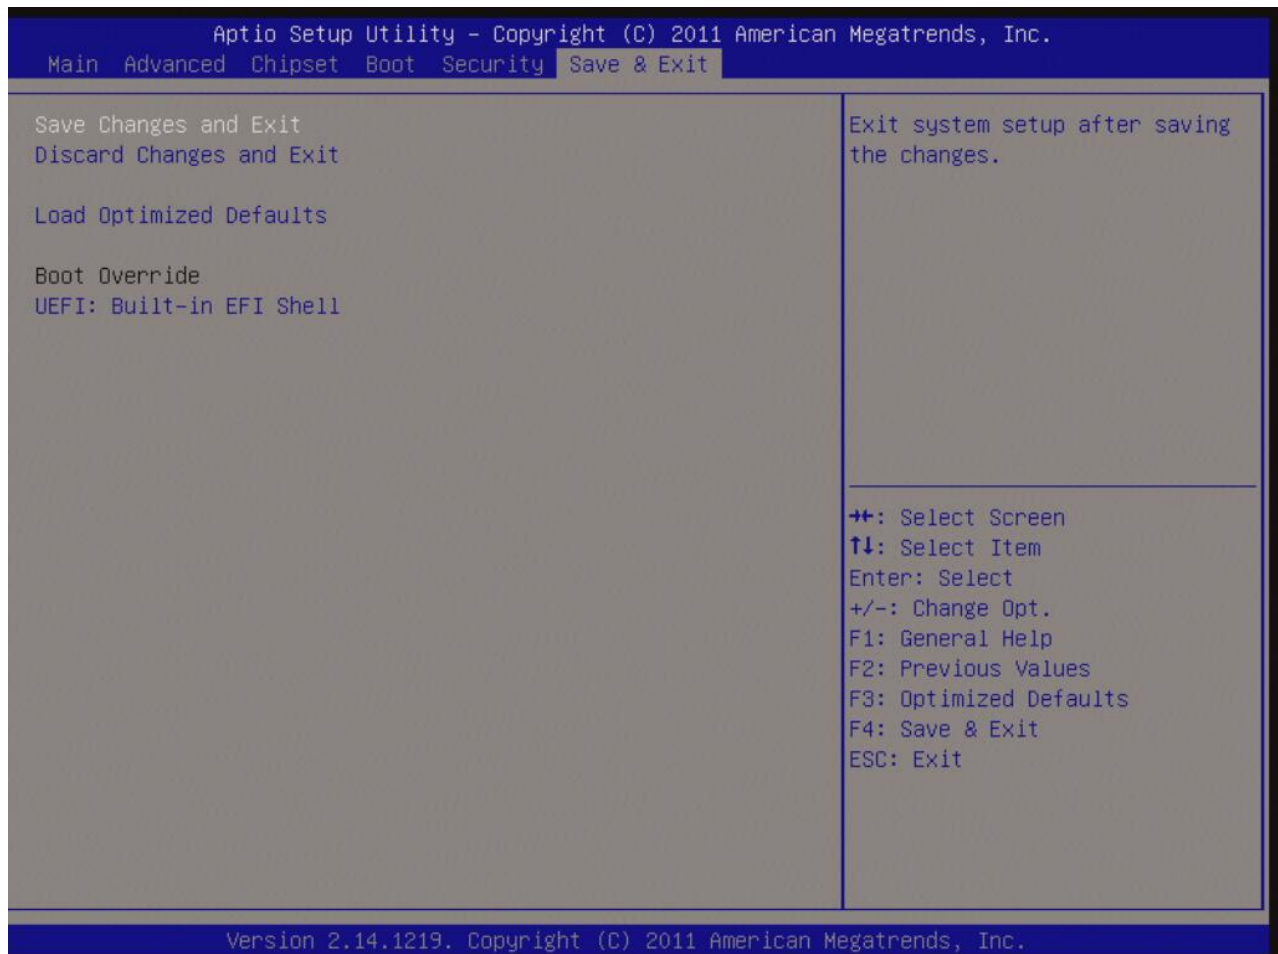 Aptio Setup Utility – Copyright (C) 2011 American Megatrends, Inc.
Main Advanced Chipset Boot Security Save & Exit
Save Changes and Exit
Discard Changes and Exit
Load Optimized Defaults
Boot Override
UEFI: Built-in EFI Shell
Exit system setup after saving
the changes.
→←: Select Screen
↑↓: Select Item
Enter: Select
+/-: Change Opt.
F1: General Help
F2: Previous Values
F3: Optimized Defaults
F4: Save & Exit
ESC: Exit
Version 2.14.1219. Copyright (C) 2011 American Megatrends, Inc.